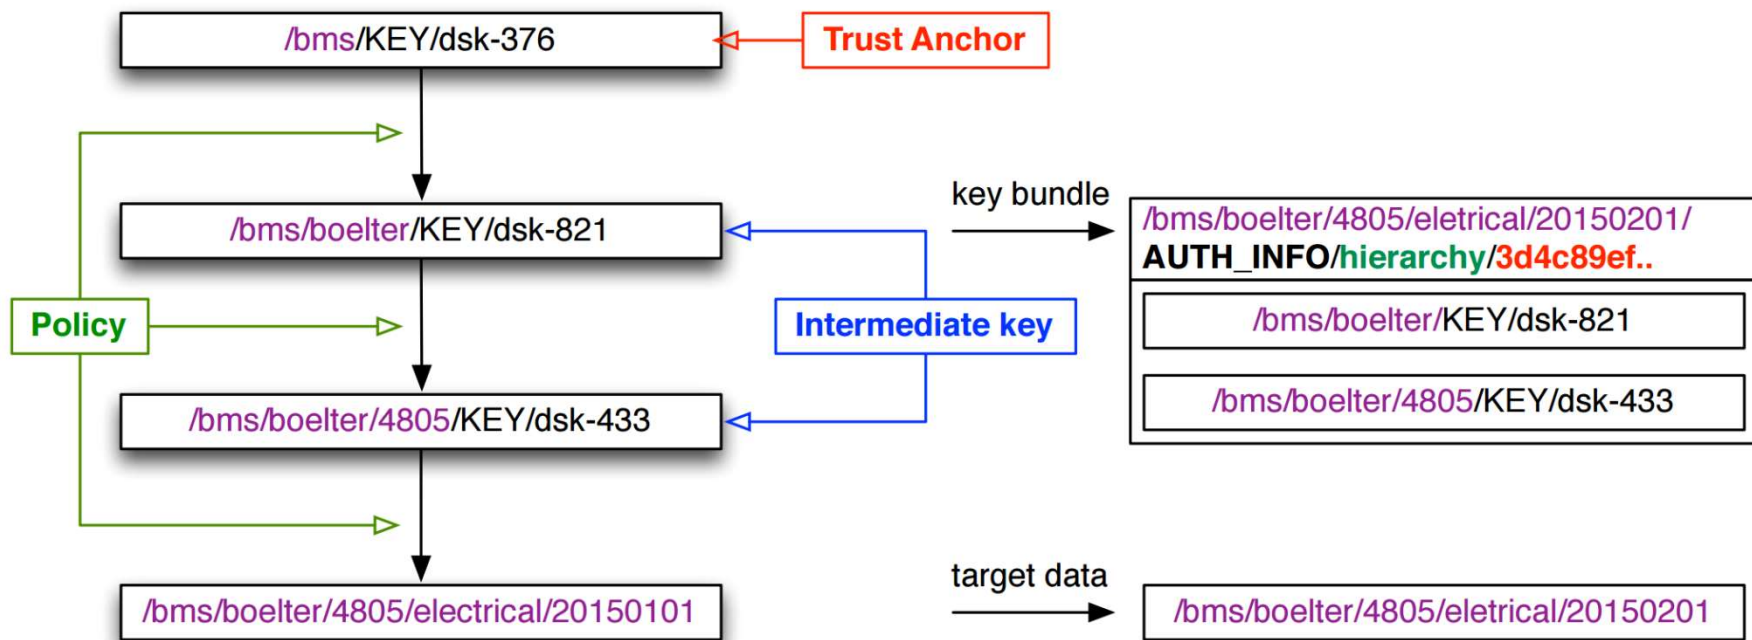 /bms/KEY/dsk-376
Trust Anchor
/bms/boelter/KEY/dsk-821
Policy
Intermediate key
/bms/boelter/4805/KEY/dsk-433
/bms/boelter/4805/electrical/20150101
key bundle
/bms/boelter/4805/eletrical/20150201/
AUTH_INFO/hierarchy/3d4c89ef..
/bms/boelter/KEY/dsk-821
/bms/boelter/4805/KEY/dsk-433
target data
/bms/boelter/4805/eletrical/20150201